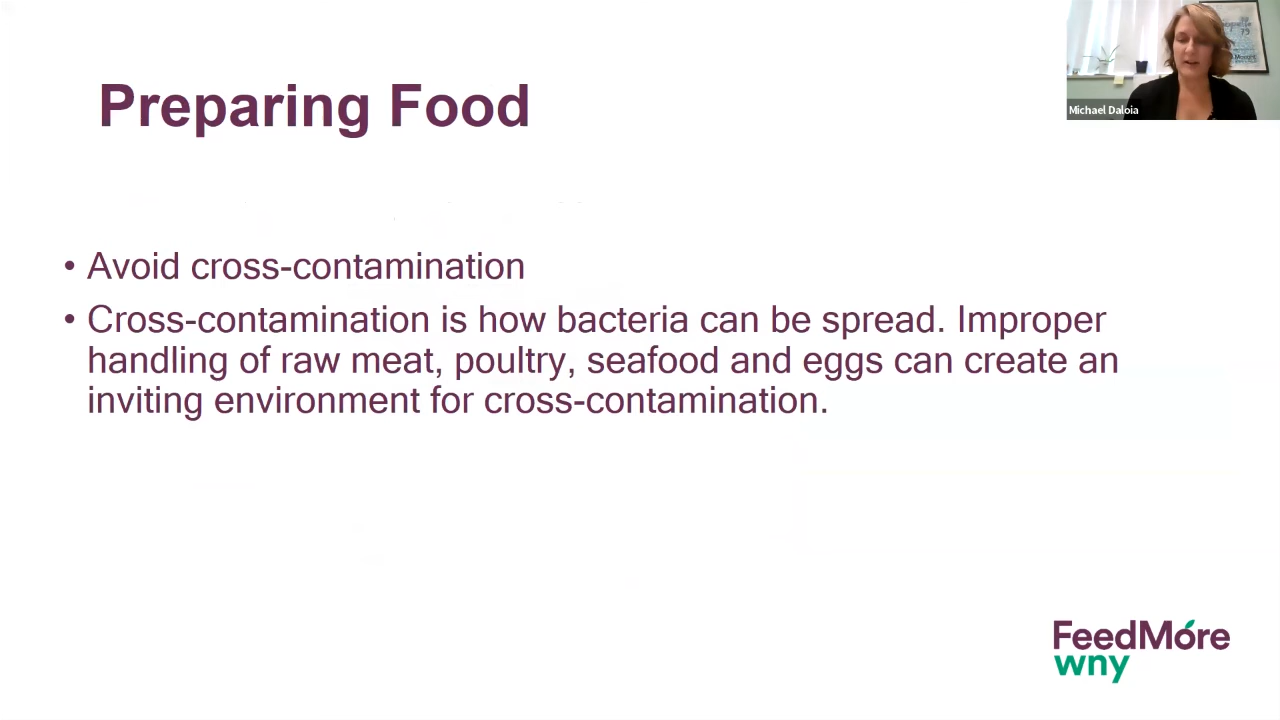 Preparing Food
Michael Daloia
• Avoid cross-contamination
• Cross-contamination is how bacteria can be spread. Improper
handling of raw meat, poultry, seafood and eggs can create an
inviting environment for cross-contamination.
FeedMóre
wny